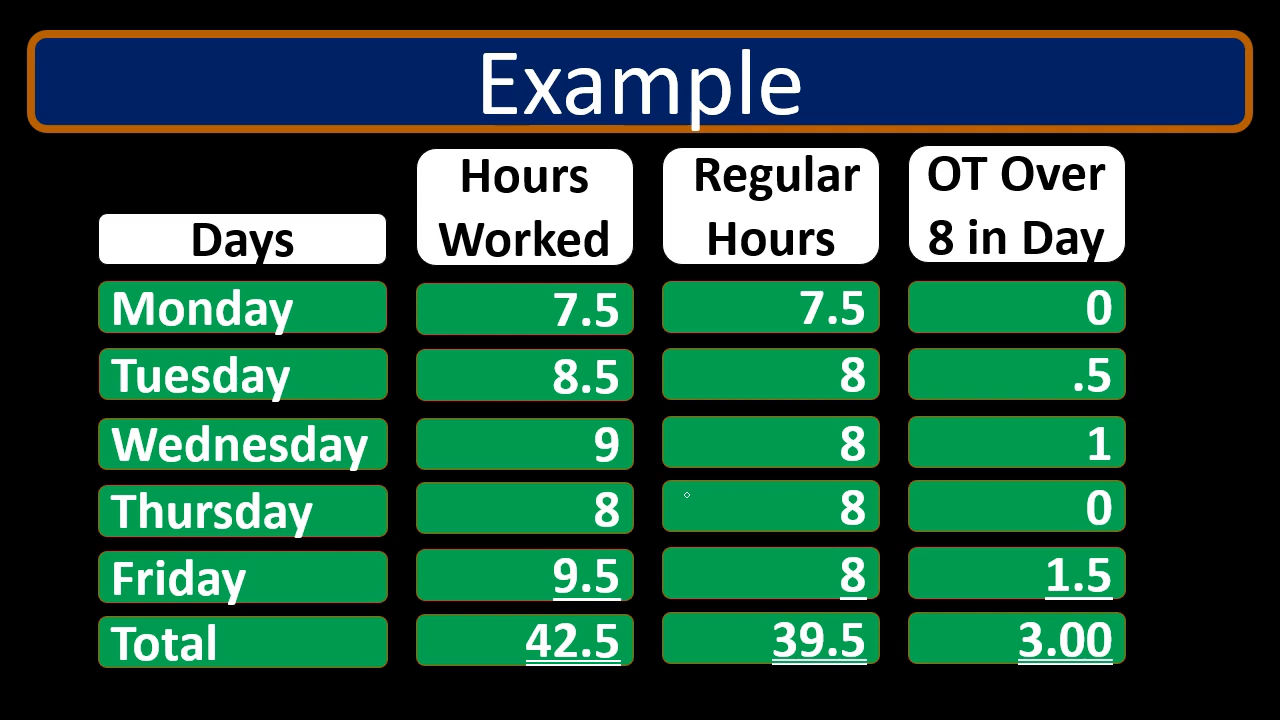 Example
Days Hours Worked Regular Hours OT Over 8 in Day
Monday 7.5 7.5 0
Tuesday 8.5 8 .5
Wednesday 9 8 1
Thursday 8 8 0
Friday 9.5 8 1.5
Total 42.5 39.5 3.00